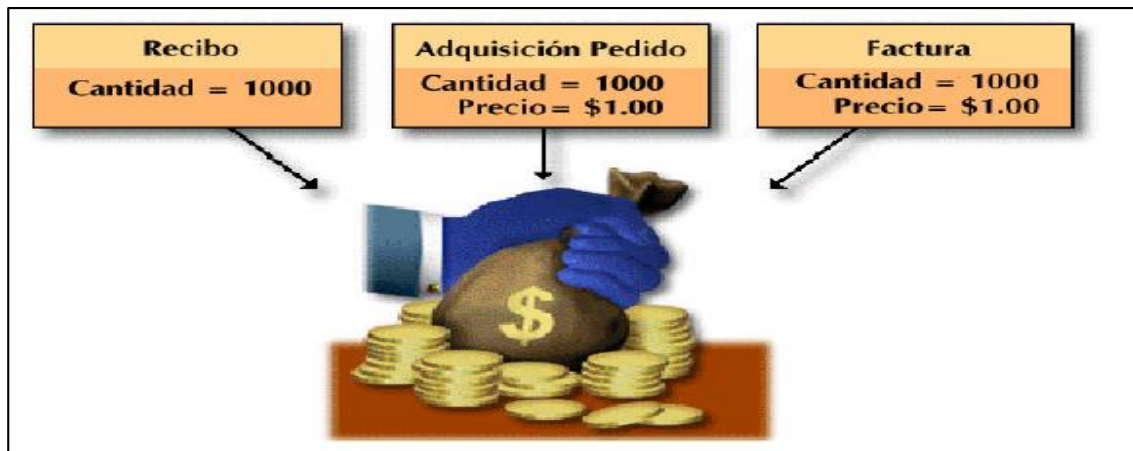 Recibo
Cantidad = 1000
Adquisición Pedido
Cantidad = 1000
Precio= $1.00
Factura
Cantidad = 1000
Precio= $1.00
$